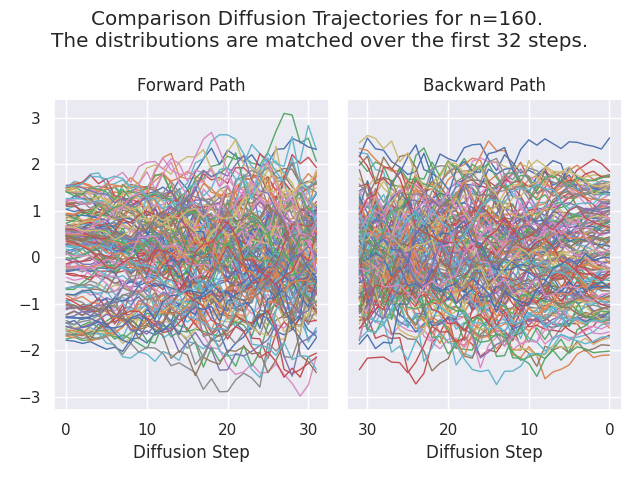 Comparison Diffusion Trajectories for n=160.
The distributions are matched over the first 32 steps.
Forward Path
Backward Path
3
2
1
0
−1
−2
−3
0 10 20 30
30 20 10 0
Diffusion Step
Diffusion Step